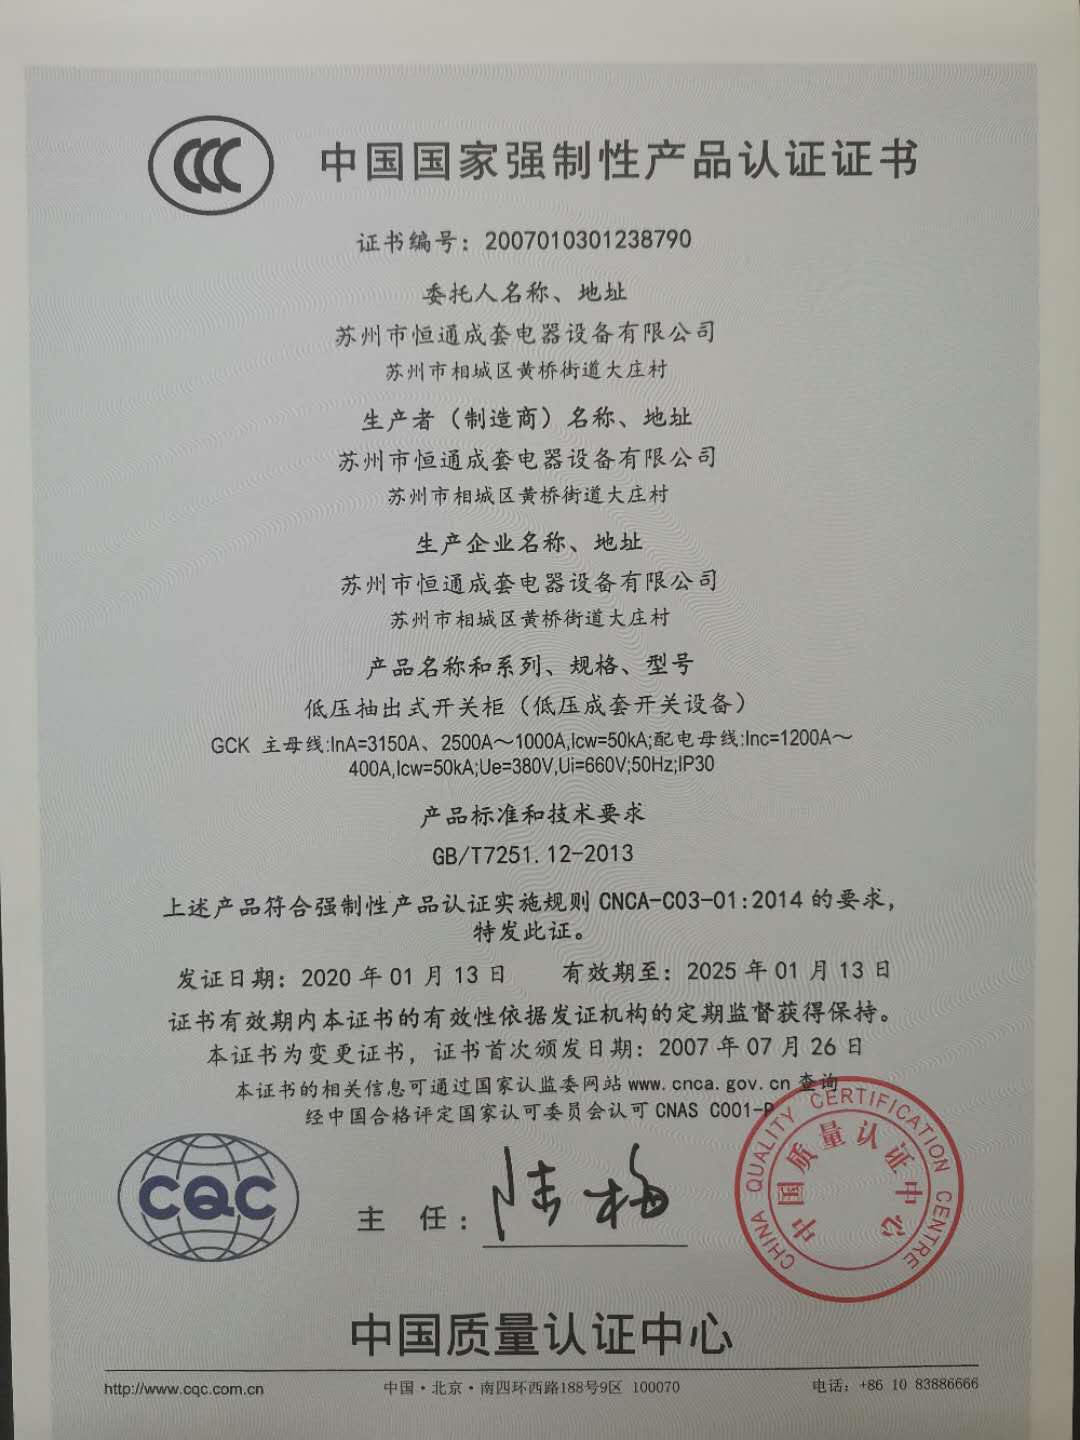 CCC
中国国家强制性产品认证证书
证书编号：2007010301238790
委托人名称、地址
苏州市恒通成套电器设备有限公司
苏州市相城区黄桥街道大庄村
生产者（制造商）名称、地址
苏州市恒通成套电器设备有限公司
苏州市相城区黄桥街道大庄村
生产企业名称、地址
苏州市恒通成套电器设备有限公司
苏州市相城区黄桥街道大庄村
产品名称和系列、规格、型号
低压抽出式开关柜（低压成套开关设备）
GCK 主母线:InA=3150A、2500A～1000A,Icw=50kA;配电母线:Inc=1200A～
400A,Icw=50kA;Ue=380V,Ui=660V;50Hz;IP30
产品标准和技术要求
GB/T7251.12-2013
上述产品符合强制性产品认证实施规则 CNCA-C03-01:2014 的要求，
特发此证。
发证日期：2020 年 01 月 13 日 有效期至：2025 年 01 月 13 日
证书有效期内本证书的有效性依据发证机构的定期监督获得保持。
本证书为变更证书，证书首次颁发日期：2007 年 07 月 26 日
本证书的相关信息可通过国家认监委网站 www.cnca.gov.cn 查询
经中国合格评定国家认可委员会认可 CNAS C001-P
CQC
主 任：
陆梅
CHINA QUALITY CERTIFICATION CENTRE
中国质量认证中心
中国质量认证中心
http://www.cqc.com.cn 中国·北京·南四环西路188号9区 100070 电话：+86 10 83886666